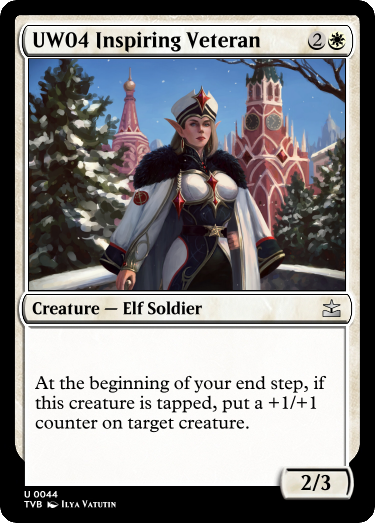 UW04 Inspiring Veteran 2
Creature — Elf Soldier
At the beginning of your end step, if
this creature is tapped, put a +1/+1
counter on target creature.
2/3
U 0044
TVB Ilya Vatutin